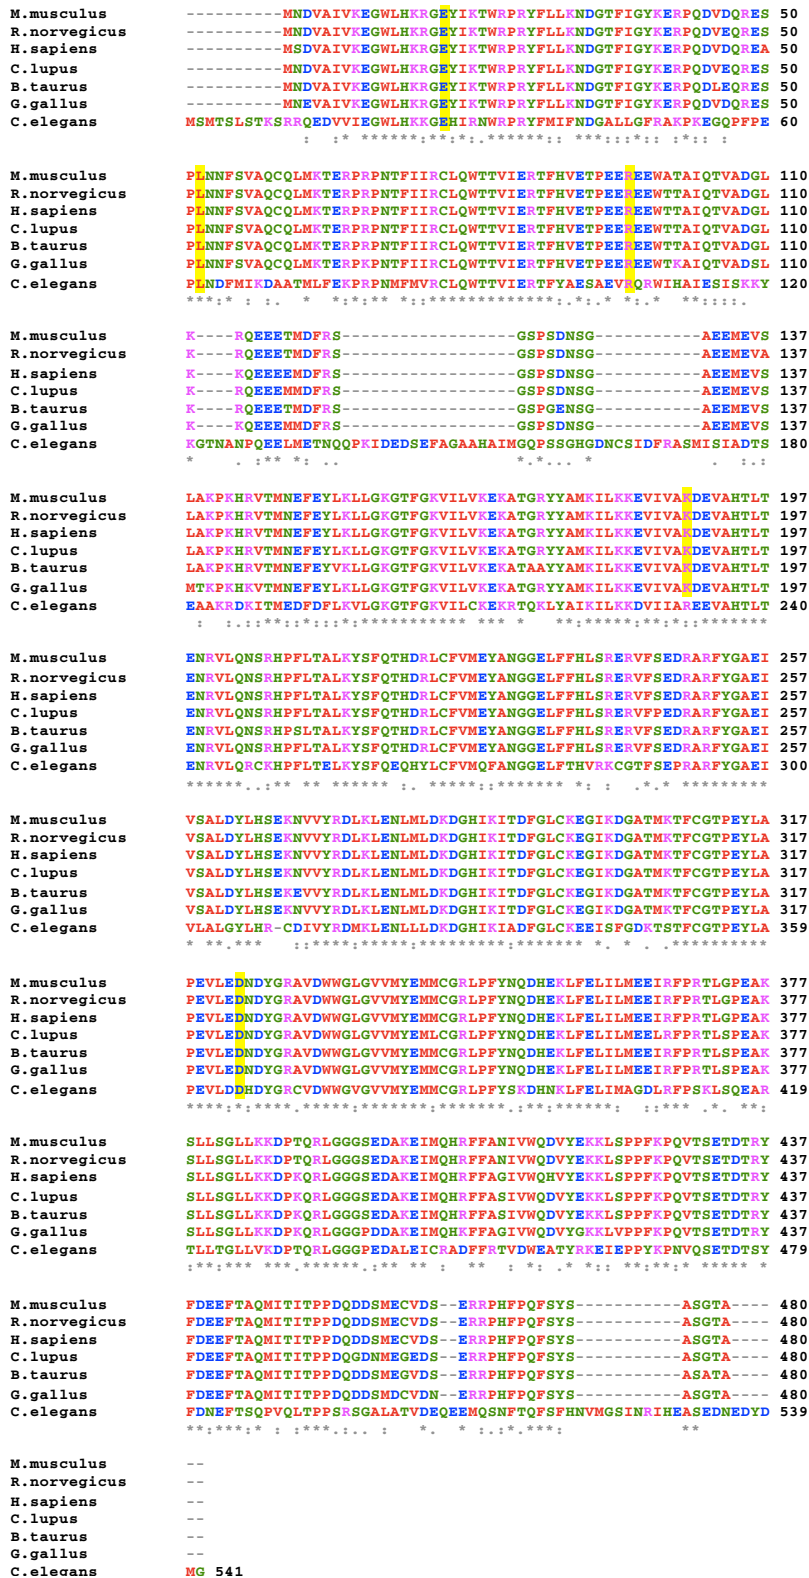 M.musculus ----------MNDVAIVKEGWLHKRGEYIKTWRPRYFLLKNDGTFIGYKERPQDVDQRES 50
R.norvegicus ----------MNDVAIVKEGWLHKRGEYIKTWRPRYFLLKNDGTFIGYKERPQDVEQRES 50
H.sapiens ----------MSDVAIVKEGWLHKRGEYIKTWRPRYFLLKNDGTFIGYKERPQDVDQREA 50
C.lupus ----------MNDVAIVKEGWLHKRGEYIKTWRPRYFLLKNDGTFIGYKERPQDVEQRES 50
B.taurus ----------MSDVAIVKEGWLHKRGEYIKTWRPRYFLLKNDGTFIGYKERPQDLEQRES 50
G.gallus ----------MNEVAIVKEGWLHKRGEYIKTWRPRYFLLKNDGTFIGYKERPQDVDQRES 50
C.elegans MSMTSLSTKSRRQEDVVIEGWLHKKGEHIRNWRPRYFMIFNDGALLGFRAKPKEGQPFPE 60
: :* ******:**:*:.******:: ***:::*:: :*:: :
M.musculus PLNNFSVAQCQLMKTERPRPNTFIIRCLQWTTVIERTFHVETPEEREEWATAIQTVADGL 110
R.norvegicus PLNNFSVAQCQLMKTERPRPNTFIIRCLQWTTVIERTFHVETPEEREEWTTAIQTVADGL 110
H.sapiens PLNNFSVAQCQLMKTERPRPNTFIIRCLQWTTVIERTFHVETPEEREEWTTAIQTVADGL 110
C.lupus PLNNFSVAQCQLMKTERPRPNTFIIRCLQWTTVIERTFHVETPEEREEWTTAIQTVADGL 110
B.taurus PLNNFSVAQCQLMKTERPRPNTFIIRCLQWTTVIERTFHVETPEEREEWTTAIQTVADGL 110
G.gallus PLNNFSVAQCQLMKTERPKPNTFIIRCLQWTTVIERTFHVETPEEREEWTKAIQTVADSL 110
C.elegans PLNDFMIKDAATMLFEKPRPNMFMVRCLQWTTVIERTFYAESAEVRQRWIHAIESISKKY 120
***:* : :. * *:*:** *::*************:.*:.* *:.* **::::.
M.musculus K----RQEEETMDFRS------------------GSPSDNSG-----------AEEMEVS 137
R.norvegicus K----RQEEETMDFRS------------------GSPSDNSG-----------AEEMEVA 137
H.sapiens K----KQEEEEMDFRS------------------GSPSDNSG-----------AEEMEVS 137
C.lupus K----RQEEEMMDFRS------------------GSPSDNSG-----------AEEMEVS 137
B.taurus K----RQEEETMDFRS------------------GSPGENSG-----------AEEMEVS 137
G.gallus K----KQEEEMMDFRS------------------GSPSDNSG-----------AEEMEVS 137
C.elegans KGTNANPQEELMETNQQPKIDEDSEFAGAAHAIMGQPSSGHGDNCSIDFRASMISIADTS 180
* . :** *: .. *.*... * . :.:
M.musculus LAKPKHRVTMNEFEYLKLLGKGTFGKVILVKEKATGRYYAMKILKKEVIVAKDEVAHTLT 197
R.norvegicus LAKPKHRVTMNEFEYLKLLGKGTFGKVILVKEKATGRYYAMKILKKEVIVAKDEVAHTLT 197
H.sapiens LAKPKHRVTMNEFEYLKLLGKGTFGKVILVKEKATGRYYAMKILKKEVIVAKDEVAHTLT 197
C.lupus LAKPKHRVTMNEFEYLKLLGKGTFGKVILVKEKATGRYYAMKILKKEVIVAKDEVAHTLT 197
B.taurus LAKPKHRVTMNEFEYVKLLGKGTFGKVILVKEKATAAYYAMKILKKEVIVAKDEVAHTLT 197
G.gallus MTKPKHKVTMNEFEYLKLLGKGTFGKVILVKEKATGRYYAMKILKKEVIVAKDEVAHTLT 197
C.elegans EAAKRDKITMEDFDFLKVLGKGTFGKVILCKEKRTQKLYAIKILKKDVIIAREEVAHTLT 240
: :.::**::*:::*:*********** *** * **:*****:**:*::*******
M.musculus ENRVLQNSRHPFLTALKYSFQTHDRLCFVMEYANGGELFFHLSRERVFSEDRARFYGAEI 257
R.norvegicus ENRVLQNSRHPFLTALKYSFQTHDRLCFVMEYANGGELFFHLSRERVFSEDRARFYGAEI 257
H.sapiens ENRVLQNSRHPFLTALKYSFQTHDRLCFVMEYANGGELFFHLSRERVFSEDRARFYGAEI 257
C.lupus ENRVLQNSRHPFLTALKYSFQTHDRLCFVMEYANGGELFFHLSRERVFPEDRARFYGAEI 257
B.taurus ENRVLQNSRHPSLTALKYSFQTHDRLCFVMEYANGGELFFHLSRERVFSEDRARFYGAEI 257
G.gallus ENRVLQNSRHPFLTALKYSFQTHDRLCFVMEYANGGELFFHLSRERVFSEDRARFYGAEI 257
C.elegans ENRVLQRCKHPFLTELKYSFQEQHYLCFVMQFANGGELFTHVRKCGTFSEPRARFYGAEI 300
******..:** ** ****** :. *****::******* *: : .*.* *********
M.musculus VSALDYLHSEKNVVYRDLKLENLMLDKDGHIKITDFGLCKEGIKDGATMKTFCGTPEYLA 317
R.norvegicus VSALDYLHSEKNVVYRDLKLENLMLDKDGHIKITDFGLCKEGIKDGATMKTFCGTPEYLA 317
H.sapiens VSALDYLHSEKNVVYRDLKLENLMLDKDGHIKITDFGLCKEGIKDGATMKTFCGTPEYLA 317
C.lupus VSALDYLHSEKNVVYRDLKLENLMLDKDGHIKITDFGLCKEGIKDGATMKTFCGTPEYLA 317
B.taurus VSALDYLHSEKEVVYRDLKLENLMLDKDGHIKITDFGLCKEGIKDGATMKTFCGTPEYLA 317
G.gallus VSALDYLHSEKNVVYRDLKLENLMLDKDGHIKITDFGLCKEGIKDGATMKTFCGTPEYLA 317
C.elegans VLALGYLHR-CDIVYRDMKLENLLLDKDGHIKIADFGLCKEEISFGDKTSTFCGTPEYLA 359
* **.*** ::****:*****:*********:******* *. * . .**********
M.musculus PEVLEDNDYGRAVDWWGLGVVMYEMMCGRLPFYNQDHEKLFELILMEEIRFPRTLGPEAK 377
R.norvegicus PEVLEDNDYGRAVDWWGLGVVMYEMMCGRLPFYNQDHEKLFELILMEEIRFPRTLGPEAK 377
H.sapiens PEVLEDNDYGRAVDWWGLGVVMYEMMCGRLPFYNQDHEKLFELILMEEIRFPRTLGPEAK 377
C.lupus PEVLEDNDYGRAVDWWGLGVVMYEMLCGRLPFYNQDHEKLFELILMEELRFPRTLSPEAK 377
B.taurus PEVLEDNDYGRAVDWWGLGVVMYEMMCGRLPFYNQDHEKLFELILMEEIRFPRTLSPEAK 377
G.gallus PEVLEDNDYGRAVDWWGLGVVMYEMMCGRLPFYNQDHEKLFELILMEEIRFPRTLSPEAK 377
C.elegans PEVLDDHDYGRCVDWWGVGVVMYEMMCGRLPFYSKDHNKLFELIMAGDLRFPSKLSQEAR 419
****:*:****.*****:*******:*******.:**:******: ::*** .*. **:
M.musculus SLLSGLLKKDPTQRLGGGSEDAKEIMQHRFFANIVWQDVYEKKLSPPFKPQVTSETDTRY 437
R.norvegicus SLLSGLLKKDPTQRLGGGSEDAKEIMQHRFFANIVWQDVYEKKLSPPFKPQVTSETDTRY 437
H.sapiens SLLSGLLKKDPKQRLGGGSEDAKEIMQHRFFAGIVWQHVYEKKLSPPFKPQVTSETDTRY 437
C.lupus SLLSGLLKKDPKQRLGGGSEDAKEIMQHRFFASIVWQDVYEKKLSPPFKPQVTSETDTRY 437
B.taurus SLLSGLLKKDPKQRLGGGSEDAKEIMQHRFFASIVWQDVYEKKLSPPFKPQVTSETDTRY 437
G.gallus SLLSGLLKKDPKQRLGGGPDDAKEIMQHKFFAGIVWQDVYGKKLVPPFKPQVTSETDTRY 437
C.elegans TLLTGLLVKDPTQRLGGGPEDALEICRADFFRTVDWEATYRKEIEPPYKPNVQSETDTSY 479
:**:*** ***.******.:** ** : ** : *: .* *:: **:**:* ***** *
M.musculus FDEEFTAQMITITPPDQDDSMECVDS--ERRPHFPQFSYS-----------ASGTA---- 480
R.norvegicus FDEEFTAQMITITPPDQDDSMECVDS--ERRPHFPQFSYS-----------ASGTA---- 480
H.sapiens FDEEFTAQMITITPPDQDDSMECVDS--ERRPHFPQFSYS-----------ASGTA---- 480
C.lupus FDEEFTAQMITITPPDQGDNMEGEDS--ERRPHFPQFSYS-----------ASGTA---- 480
B.taurus FDEEFTAQMITITPPDQDDSMEGVDS--ERRPHFPQFSYS-----------ASATA---- 480
G.gallus FDEEFTAQMITITPPDQDDSMDCVDN--ERRPHFPQFSYS-----------ASGTA---- 480
C.elegans FDNEFTSQPVQLTPPSRSGALATVDEQEEMQSNFTQFSFHNVMGSINRIHEASEDNEDYD 539
**:***:* : :***.:..: *. * :.:*.***: **
M.musculus --
R.norvegicus --
H.sapiens --
C.lupus --
B.taurus --
G.gallus --
C.elegans MG 541